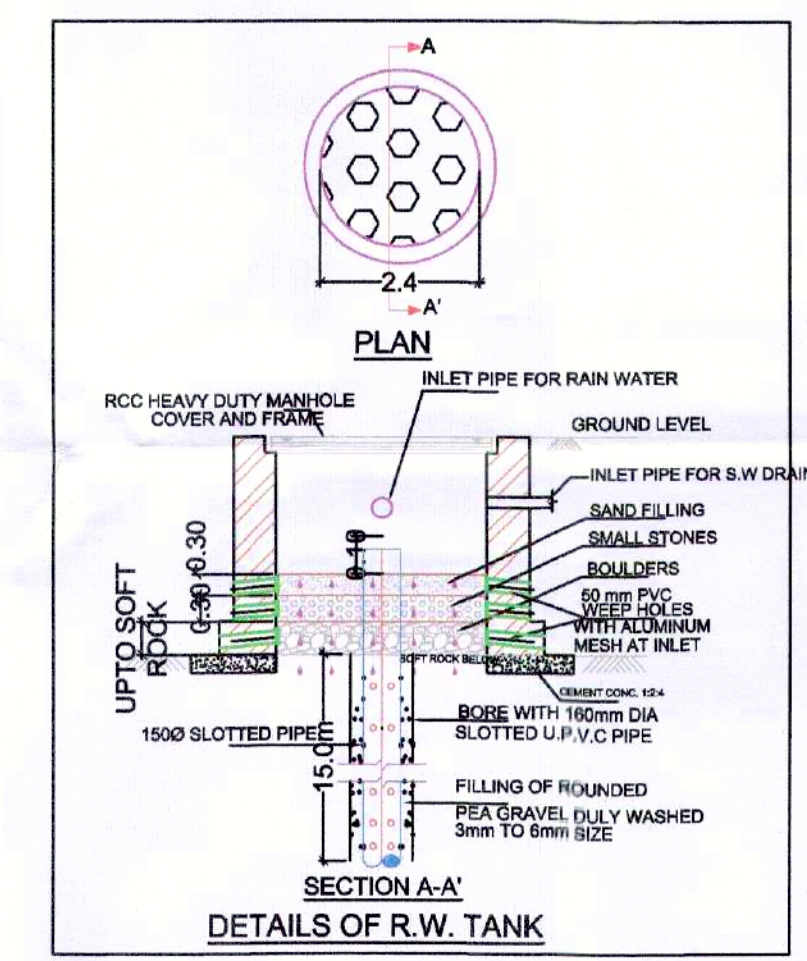 A
2.4
A'
PLAN
INLET PIPE FOR RAIN WATER
RCC HEAVY DUTY MANHOLE
COVER AND FRAME
GROUND LEVEL
INLET PIPE FOR S.W DRAIN
SAND FILLING
SMALL STONES
BOULDERS
50 mm PVC
WEEP HOLES
WITH ALUMINUM
MESH AT INLET
0.30
0.30
0.10
UPTO SOFT
ROCK
SOFT ROCK BELOW
CEMENT CONC. 1:2:4
BORE WITH 160mm DIA
SLOTTED U.P.V.C PIPE
150Ø SLOTTED PIPE
15.0m
FILLING OF ROUNDED
PEA GRAVEL DULY WASHED
3mm TO 6mm SIZE
SECTION A-A'
DETAILS OF R.W. TANK